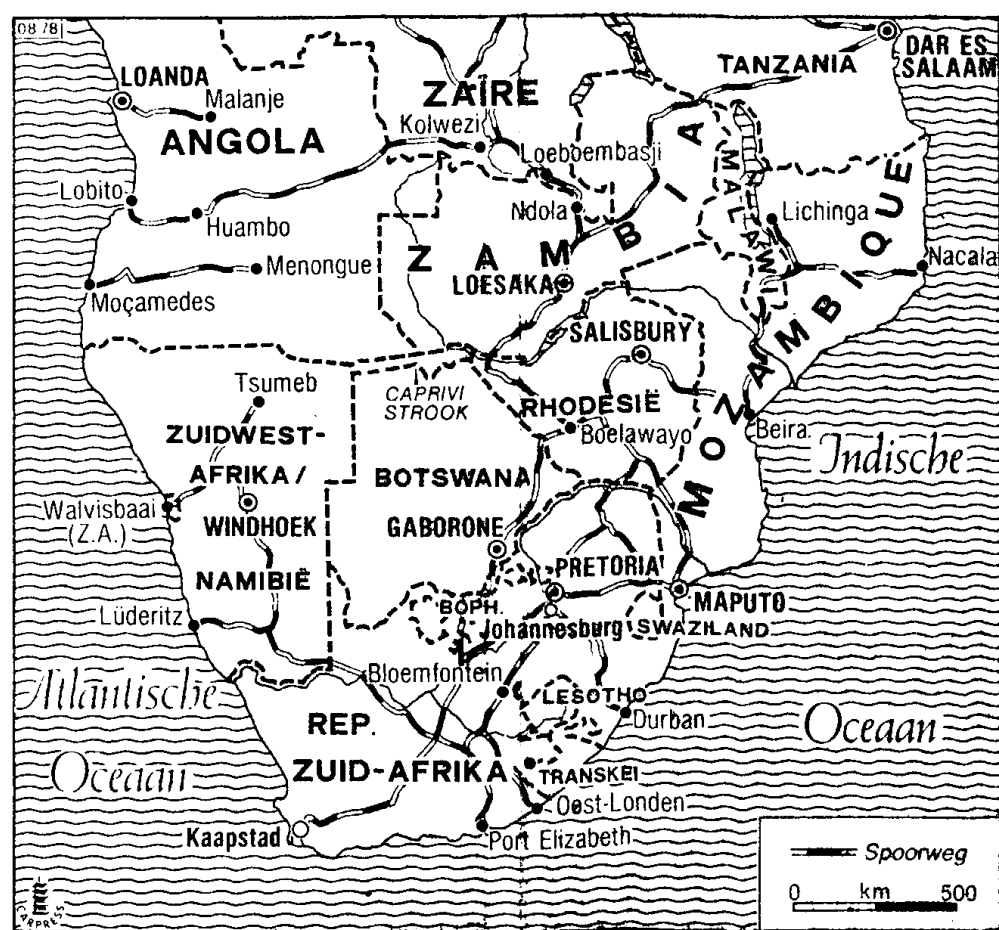 08 78
LOANDA
Malanje
ANGOLA
ZAÏRE
Kolwezi
Loeboembasji
TANZANIA
DAR ES
SALAAM
Lobito
Huambo
Ndola
ZAMBIA
MALAWI
Lichinga
MOZAMBIQUE
Nacala
Menongue
Moçamedes
LOESAKA
SALISBURY
Tsumeb
CAPRIVI
STROOK
RHODESIË
Boelawayo
Beira
Indische
ZUIDWEST-
AFRIKA/
BOTSWANA
Walvisbaai
(Z.A.)
WINDHOEK
GABORONE
NAMIBIË
PRETORIA
BOPH.
MAPUTO
Lüderitz
Johannesburg
SWAZILAND
Atlantische
Bloemfontein
LESOTHO
Durban
REP.
Oceaan
Oceaan
ZUID-AFRIKA
TRANSKEI
Oost-Londen
Kaapstad
Port Elizabeth
Spoorweg
0 km 500
CARPRESS